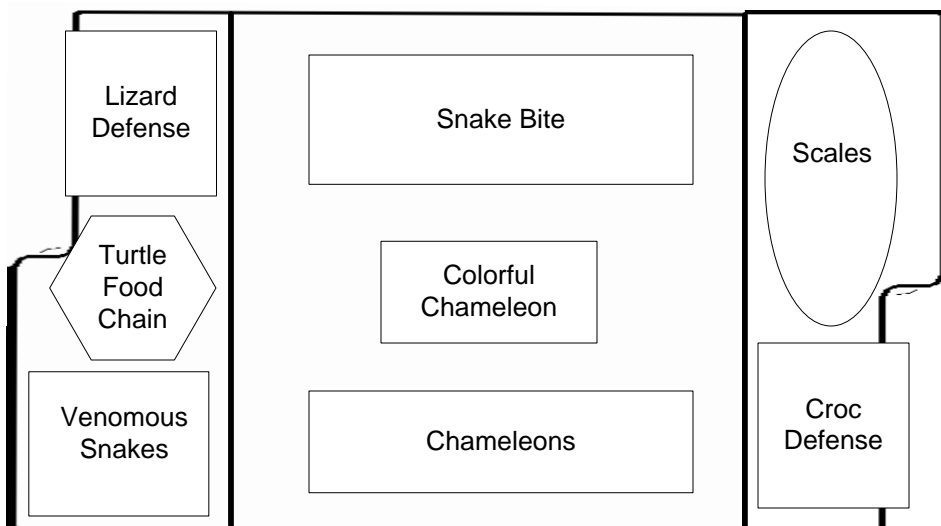 Lizard
Defense
Turtle
Food
Chain
Venomous
Snakes
Snake Bite
Colorful
Chameleon
Chameleons
Scales
Croc
Defense